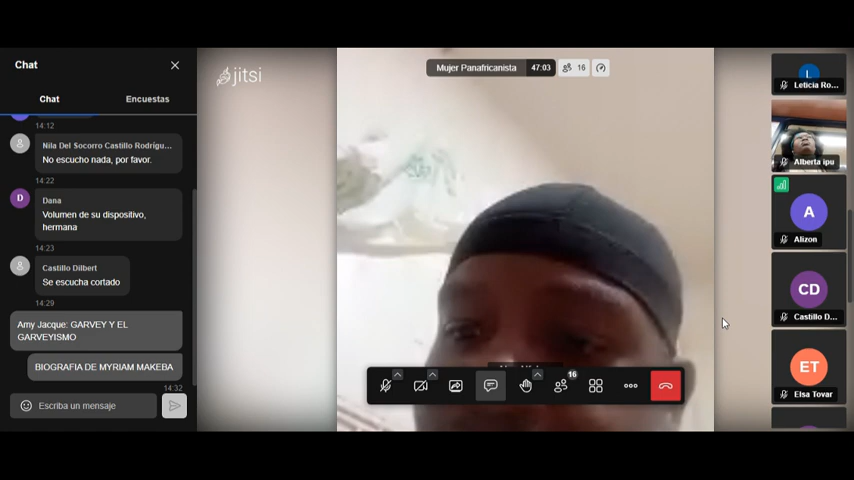 Chat
Chat
Encuestas
14:12
Nila Del Socorro Castillo Rodrigu...
No escucho nada, por favor.
14:22
D
Dana
Volumen de su dispositivo,
hermana
14:23
Castillo Dilbert
Se escucha cortado
14:29
Amy Jacque: GARVEY Y EL
GARVEYISMO
BIOGRAFIA DE MYRIAM MAKEBA
14:32
Escriba un mensaje
jitsi
Mujer Panafricanista
47:03
16
16
L
Leticia Ro...
Alberta ipu
A
Alizon
CD
Castillo D...
ET
Elsa Tovar